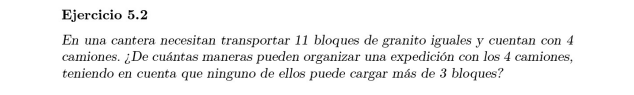 Ejercicio 5.2
En una cantera necesitan transportar 11 bloques de granito iguales y cuentan con 4
camiones. ¿De cuántas maneras pueden organizar una expedición con los 4 camiones,
teniendo en cuenta que ninguno de ellos puede cargar más de 3 bloques?